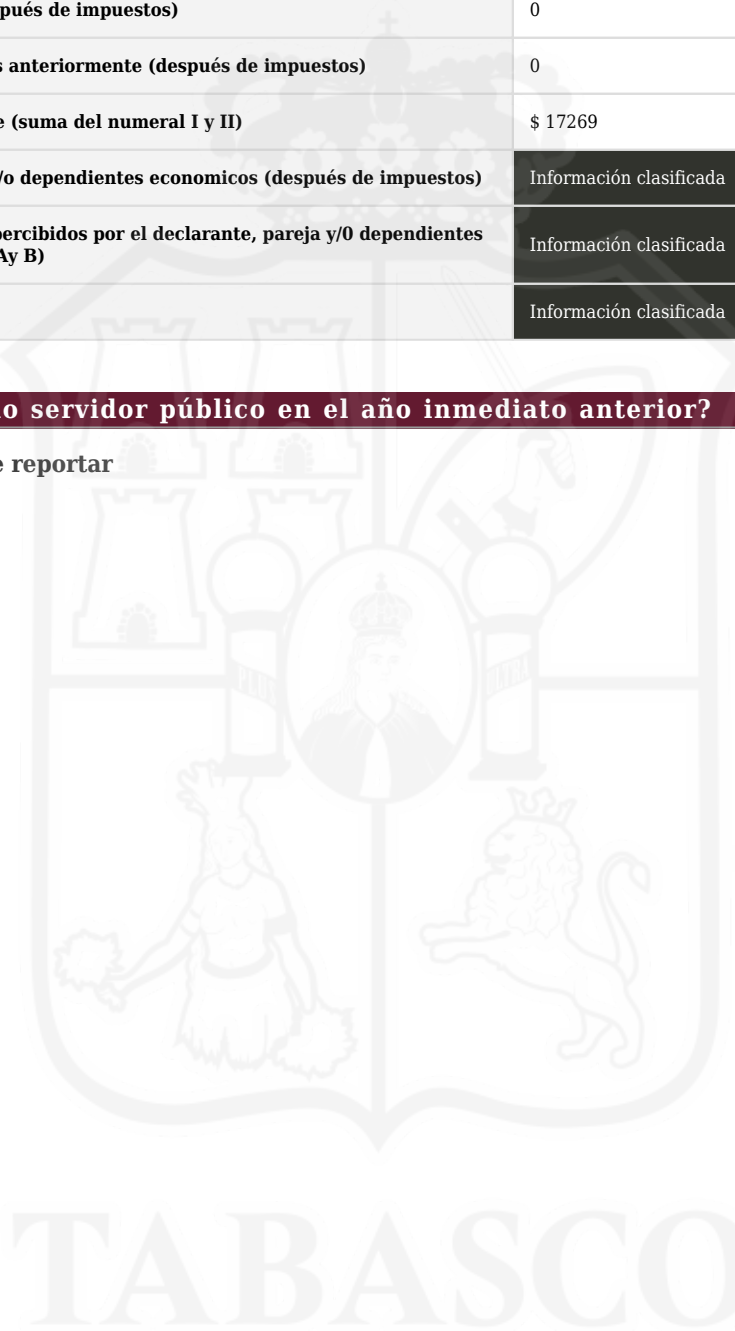 pués de impuestos) 0
s anteriormente (después de impuestos) 0
e (suma del numeral I y II) $ 17269
/o dependientes economicos (después de impuestos) Información clasificada
percibidos por el declarante, pareja y/0 dependientes
Ay B) Información clasificada
Información clasificada
o servidor público en el año inmediato anterior?
e reportar
PLUS ULTRA
TABASCO